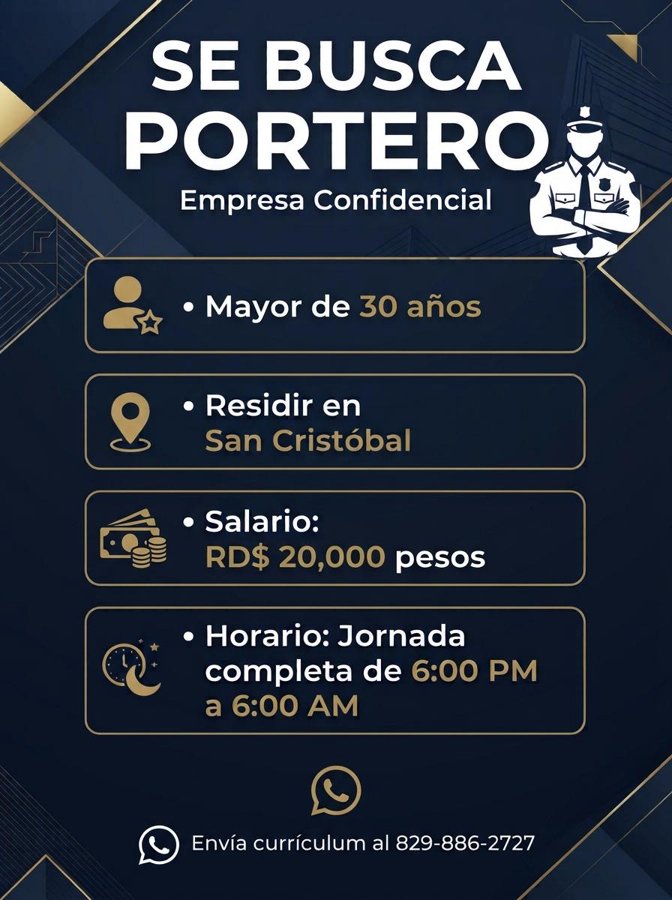 SE BUSCA
PORTERO
Empresa Confidencial
• Mayor de 30 años
• Residir en
San Cristóbal
• Salario:
RD$ 20,000 pesos
• Horario: Jornada
completa de 6:00 PM
a 6:00 AM
Envía currículum al 829-886-2727